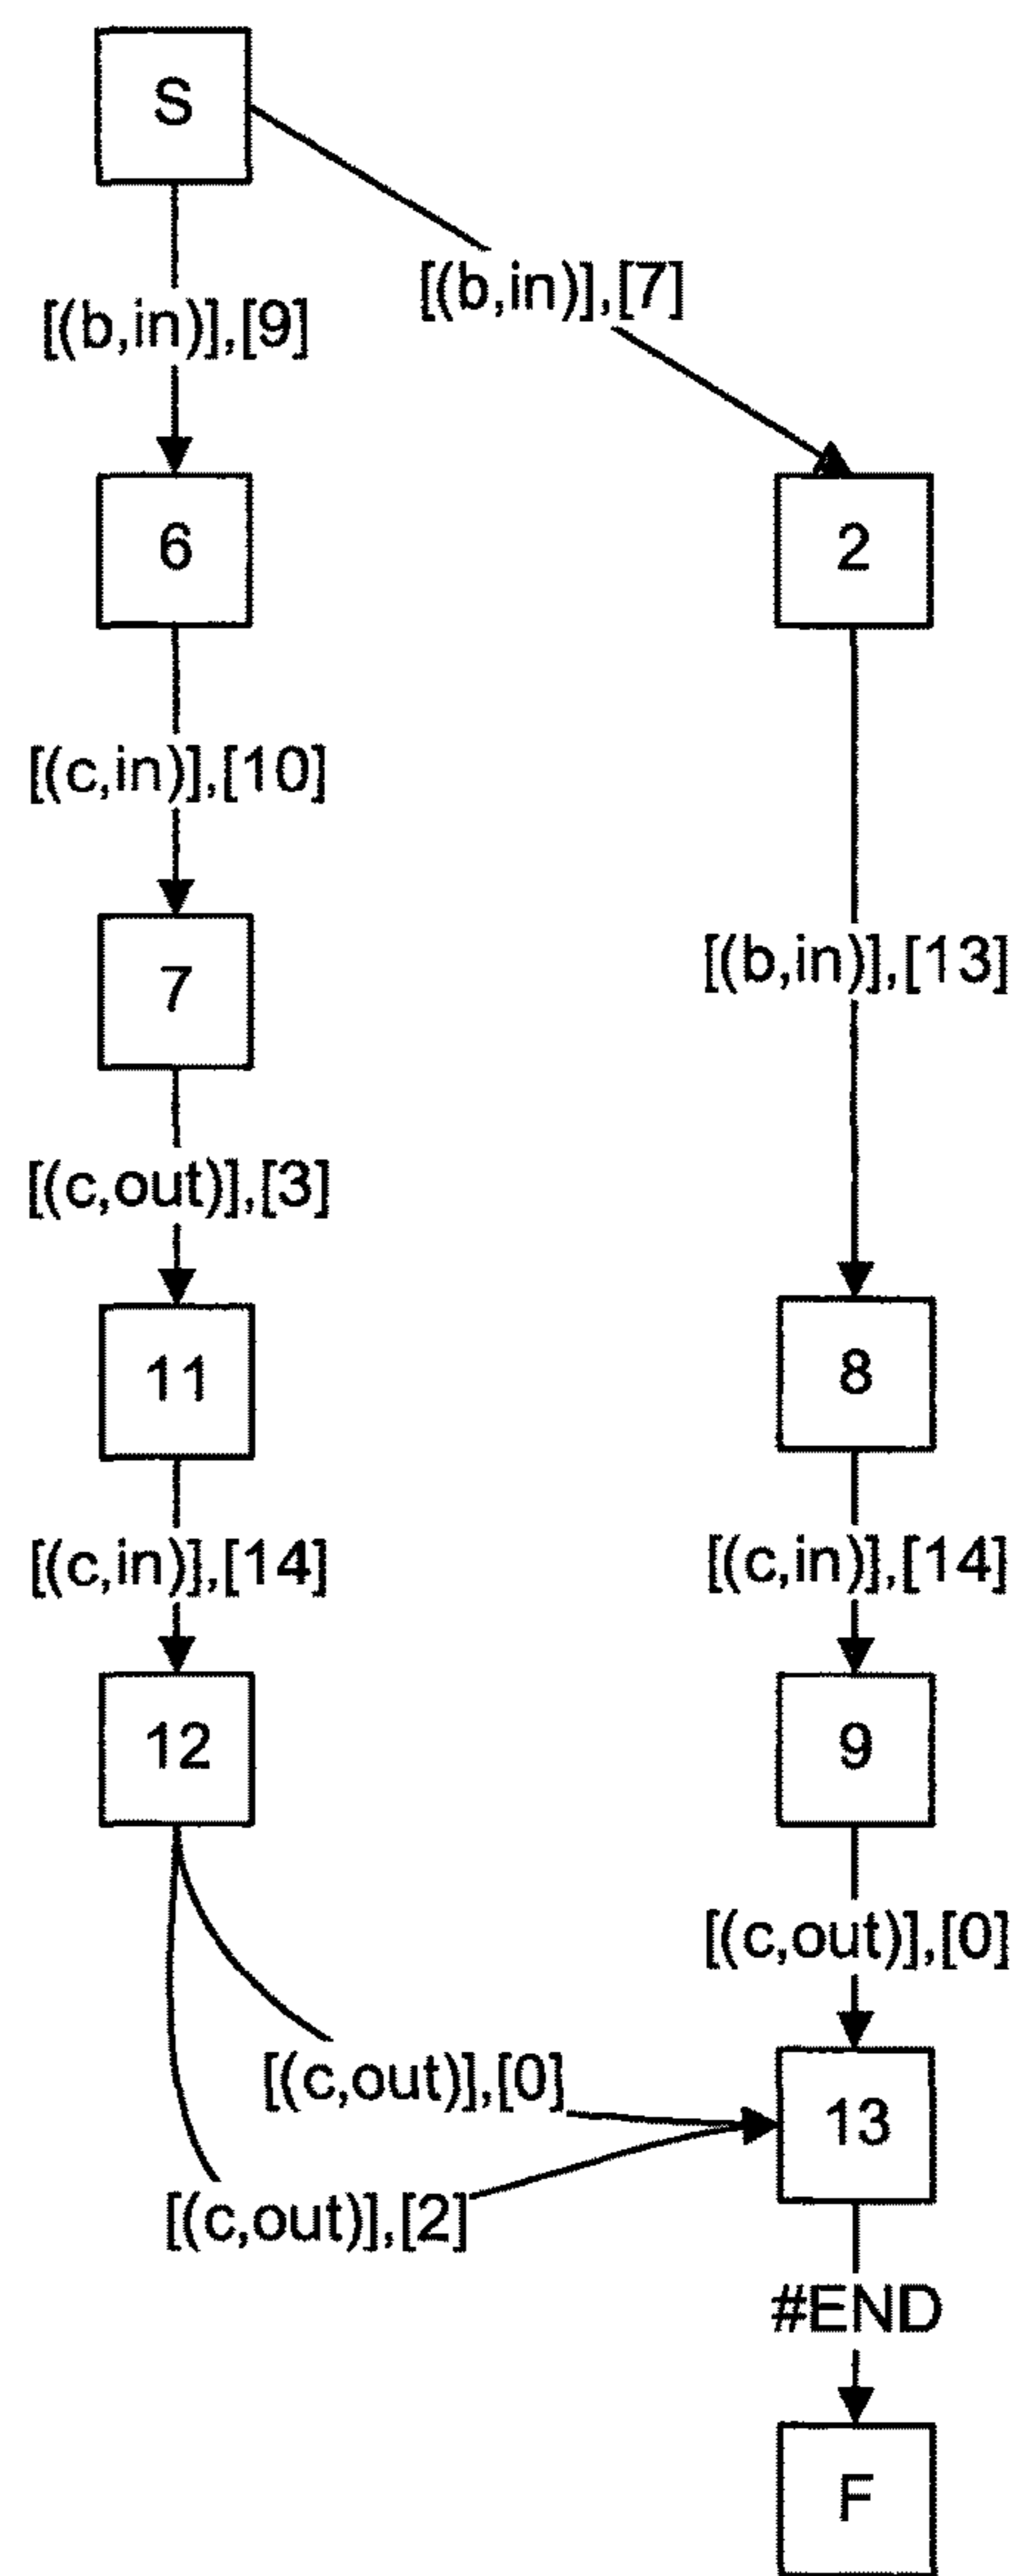 S
[(b,in)],[7]
[(b,in)],[9]
6
2
[(c,in)],[10]
[(b,in)],[13]
7
[(c,out)],[3]
11
8
[(c,in)],[14]
[(c,in)],[14]
12
9
[(c,out)],[0]
[(c,out)],[0]
13
[(c,out)],[2]
#END
F